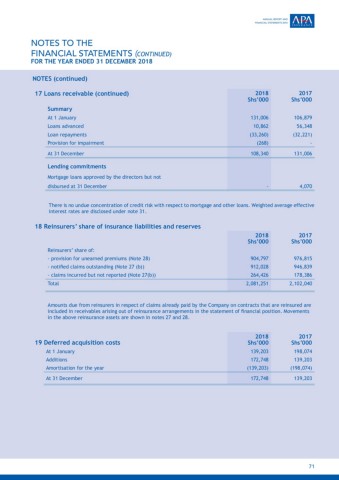 ANNUAL REPORT AND
FINANCIAL STATEMENTS 2018
APA
NOTES TO THE
FINANCIAL STATEMENTS (CONTINUED)
FOR THE YEAR ENDED 31 DECEMBER 2018
NOTES (continued)
17 Loans receivable (continued) 2018 2017
Shs'000 Shs'000
Summary
At 1 January 131,006 106,879
Loans advanced 10,862 56,348
Loan repayments (33,260) (32,221)
Provision for impairment (268) -
At 31 December 108,340 131,006
Lending commitments
Mortgage loans approved by the directors but not
disbursed at 31 December - 4,070
There is no undue concentration of credit risk with respect to mortgage and other loans. Weighted average effective
interest rates are disclosed under note 31.
18 Reinsurers' share of insurance liabilities and reserves
2018 2017
Shs'000 Shs'000
Reinsurers' share of:
- provision for unearned premiums (Note 28) 904,797 976,815
- notified claims outstanding (Note 27 (b)) 912,028 946,839
- claims incurred but not reported (Note 27(b)) 264,426 178,386
Total 2,081,251 2,102,040
Amounts due from reinsurers in respect of claims already paid by the Company on contracts that are reinsured are
included in receivables arising out of reinsurance arrangements in the statement of financial position. Movements
in the above reinsurance assets are shown in notes 27 and 28.
2018 2017
19 Deferred acquisition costs Shs'000 Shs'000
At 1 January 139,203 198,074
Additions 172,748 139,203
Amortisation for the year (139,203) (198,074)
At 31 December 172,748 139,203
71